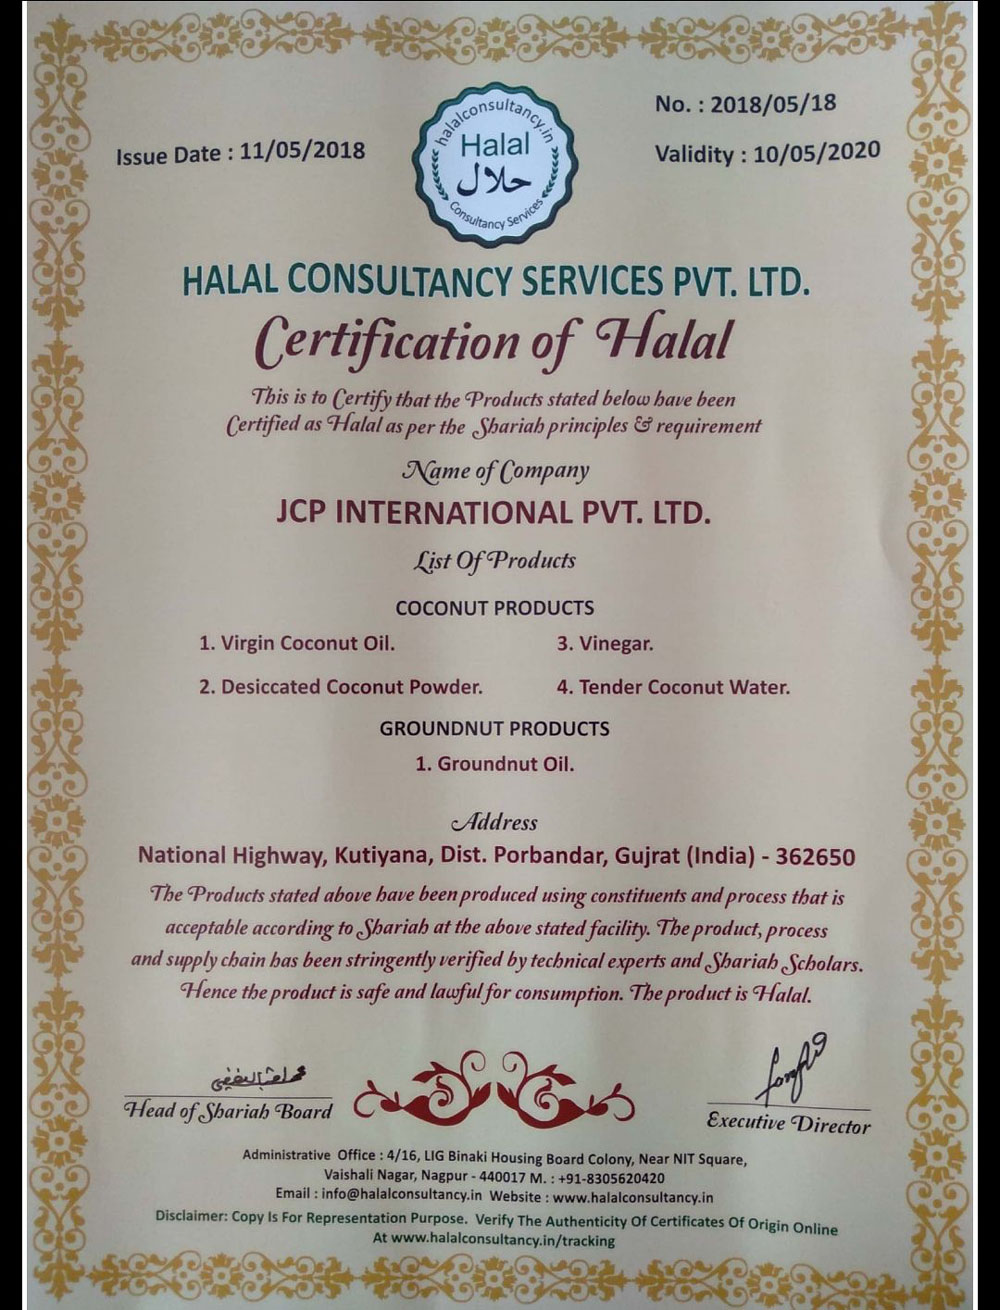 No. : 2018/05/18
Issue Date : 11/05/2018
Validity : 10/05/2020
halalconsultancy.in
Halal
حلال
Consultancy Services
HALAL CONSULTANCY SERVICES PVT. LTD.
Certification of Halal
This is to Certify that the Products stated below have been
Certified as Halal as per the Shariah principles & requirement
Name of Company
JCP INTERNATIONAL PVT. LTD.
List Of Products
COCONUT PRODUCTS
1. Virgin Coconut Oil. 3. Vinegar.
2. Desiccated Coconut Powder. 4. Tender Coconut Water.
GROUNDNUT PRODUCTS
1. Groundnut Oil.
Address
National Highway, Kutiyana, Dist. Porbandar, Gujrat (India) - 362650
The Products stated above have been produced using constituents and process that is
acceptable according to Shariah at the above stated facility. The product, process
and supply chain has been stringently verified by technical experts and Shariah Scholars.
Hence the product is safe and lawful for consumption. The product is Halal.
Head of Shariah Board
Executive Director
Administrative Office : 4/16, LIG Binaki Housing Board Colony, Near NIT Square,
Vaishali Nagar, Nagpur - 440017 M. : +91-8305620420
Email : info@halalconsultancy.in Website : www.halalconsultancy.in
Disclaimer: Copy Is For Representation Purpose. Verify The Authenticity Of Certificates Of Origin Online
At www.halalconsultancy.in/tracking